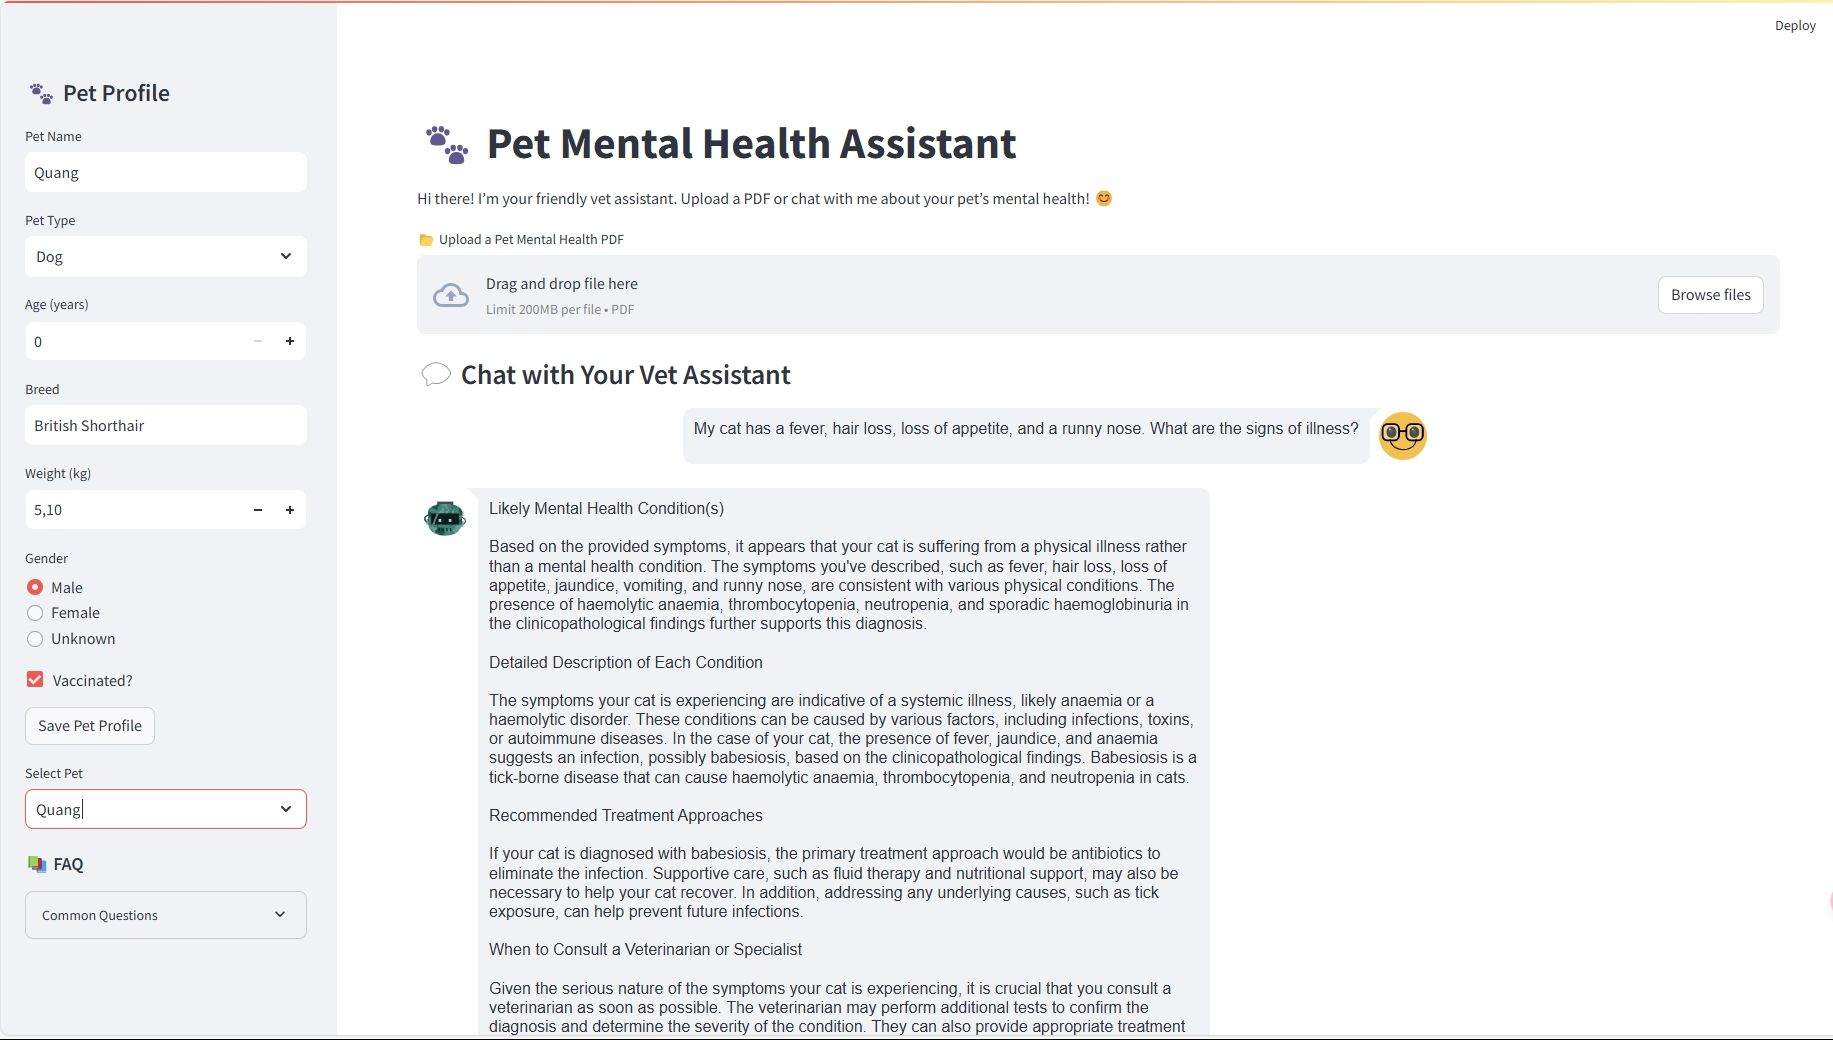 Deploy
Pet Profile
Pet Name
Quang
Pet Type
Dog
Age (years)
0
Breed
British Shorthair
Weight (kg)
5,10
Gender
Male
Female
Unknown
Vaccinated?
Save Pet Profile
Select Pet
Quang
FAQ
Common Questions
Pet Mental Health Assistant
Hi there! I’m your friendly vet assistant. Upload a PDF or chat with me about your pet’s mental health!
Upload a Pet Mental Health PDF
Drag and drop file here
Limit 200MB per file • PDF
Browse files
Chat with Your Vet Assistant
My cat has a fever, hair loss, loss of appetite, and a runny nose. What are the signs of illness?
Likely Mental Health Condition(s)
Based on the provided symptoms, it appears that your cat is suffering from a physical illness rather
than a mental health condition. The symptoms you've described, such as fever, hair loss, loss of
appetite, jaundice, vomiting, and runny nose, are consistent with various physical conditions. The
presence of haemolytic anaemia, thrombocytopenia, neutropenia, and sporadic haemoglobinuria in
the clinicopathological findings further supports this diagnosis.
Detailed Description of Each Condition
The symptoms your cat is experiencing are indicative of a systemic illness, likely anaemia or a
haemolytic disorder. These conditions can be caused by various factors, including infections, toxins,
or autoimmune diseases. In the case of your cat, the presence of fever, jaundice, and anaemia
suggests an infection, possibly babesiosis, based on the clinicopathological findings. Babesiosis is a
tick-borne disease that can cause haemolytic anaemia, thrombocytopenia, and neutropenia in cats.
Recommended Treatment Approaches
If your cat is diagnosed with babesiosis, the primary treatment approach would be antibiotics to
eliminate the infection. Supportive care, such as fluid therapy and nutritional support, may also be
necessary to help your cat recover. In addition, addressing any underlying causes, such as tick
exposure, can help prevent future infections.
When to Consult a Veterinarian or Specialist
Given the serious nature of the symptoms your cat is experiencing, it is crucial that you consult a
veterinarian as soon as possible. The veterinarian may perform additional tests to confirm the
diagnosis and determine the severity of the condition. They can also provide appropriate treatment